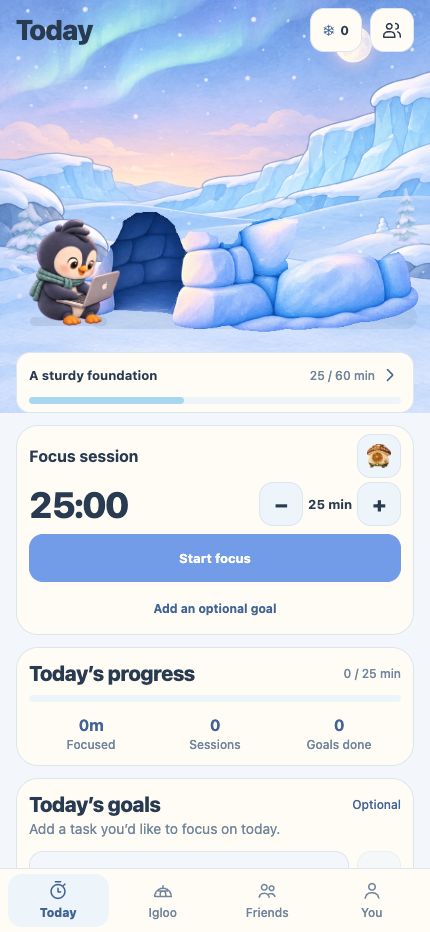 Today
0
A sturdy foundation
25 / 60 min
Focus session
25:00
− 25 min +
Start focus
Add an optional goal
Today’s progress
0 / 25 min
0m
Focused
0
Sessions
0
Goals done
Today’s goals
Optional
Add a task you’d like to focus on today.
Today
Igloo
Friends
You